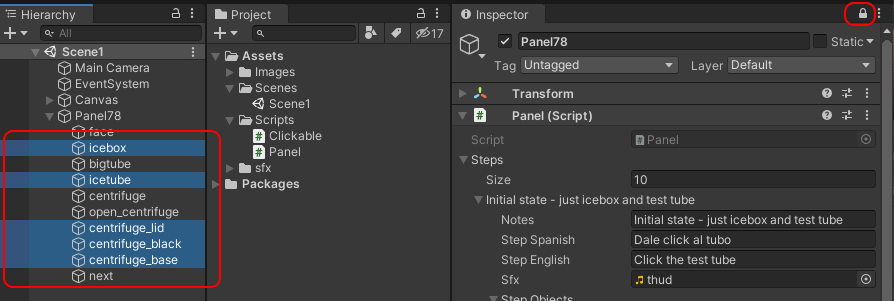 Hierarchy
All
Scene1
Main Camera
EventSystem
Canvas
Panel78
face
icebox
bigtube
icetube
centrifuge
open_centrifuge
centrifuge_lid
centrifuge_black
centrifuge_base
next
Project
17
Assets
Images
Scenes
Scene1
Scripts
Clickable
Panel
sfx
Packages
Inspector
Panel78 Static
Tag Untagged Layer Default
Transform
# Panel (Script)
Script Panel
Steps
Size 10
Initial state - just icebox and test tube
Notes Initial state - just icebox and test tube
Step Spanish Dale click al tubo
Step English Click the test tube
Sfx thud
Step Objects